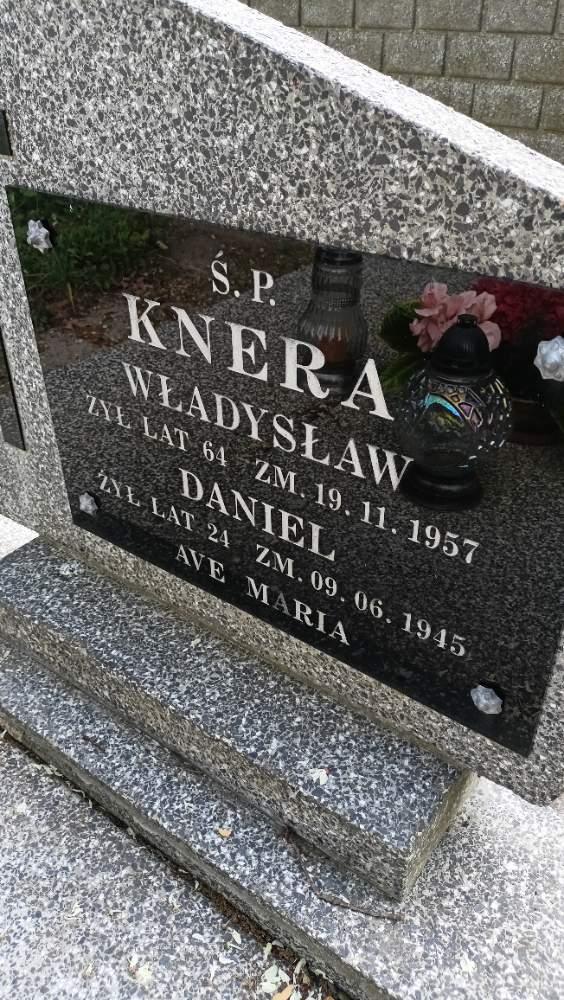 Ś. P.
KNERA
WŁADYSŁAW
ŻYŁ LAT 64 ZM. 19. 11. 1957
DANIEL
ŻYŁ LAT 24 ZM. 09. 06. 1945
AVE MARIA